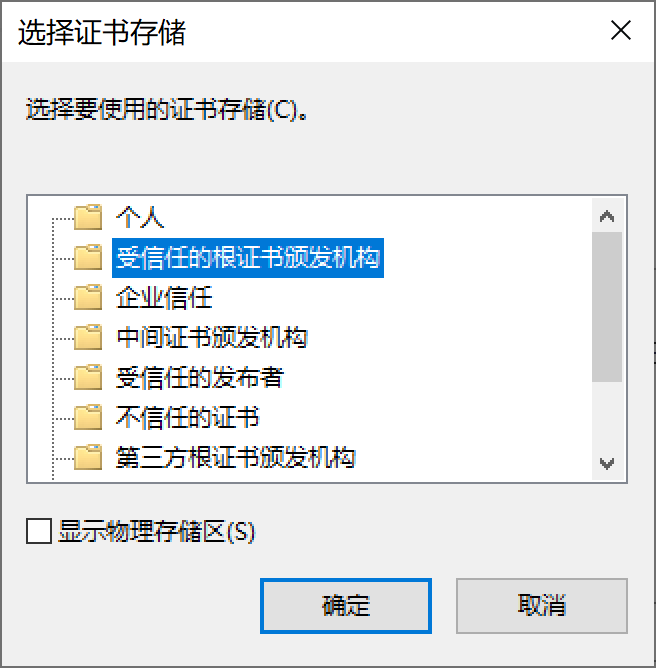 选择证书存储
选择要使用的证书存储(C)。
个人
受信任的根证书颁发机构
企业信任
中间证书颁发机构
受信任的发布者
不信任的证书
第三方根证书颁发机构
显示物理存储区(S)
确定
取消